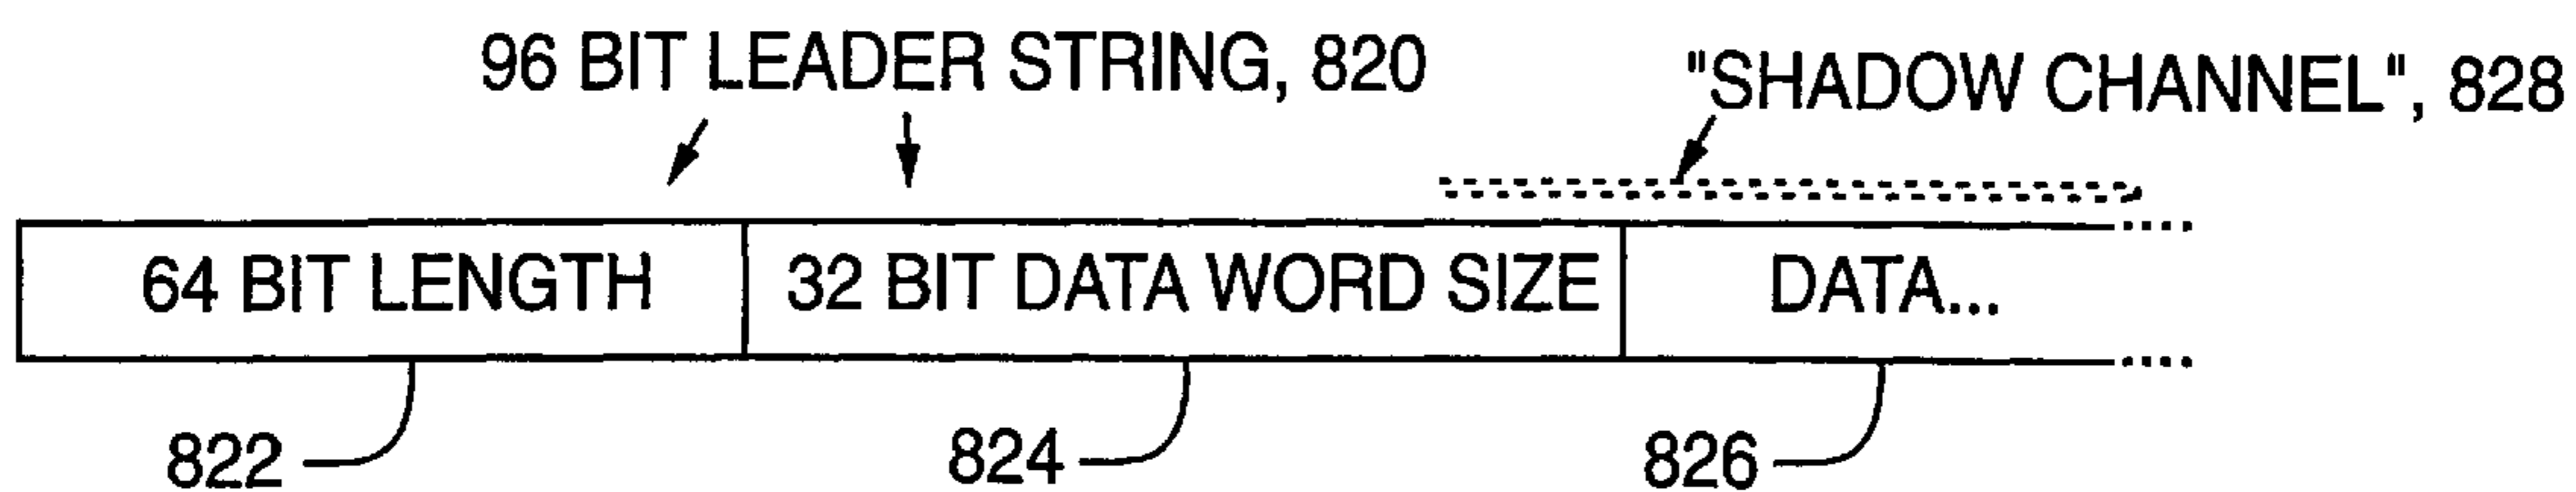 96 BIT LEADER STRING, 820
"SHADOW CHANNEL", 828
64 BIT LENGTH
32 BIT DATA WORD SIZE
DATA...
822
824
826